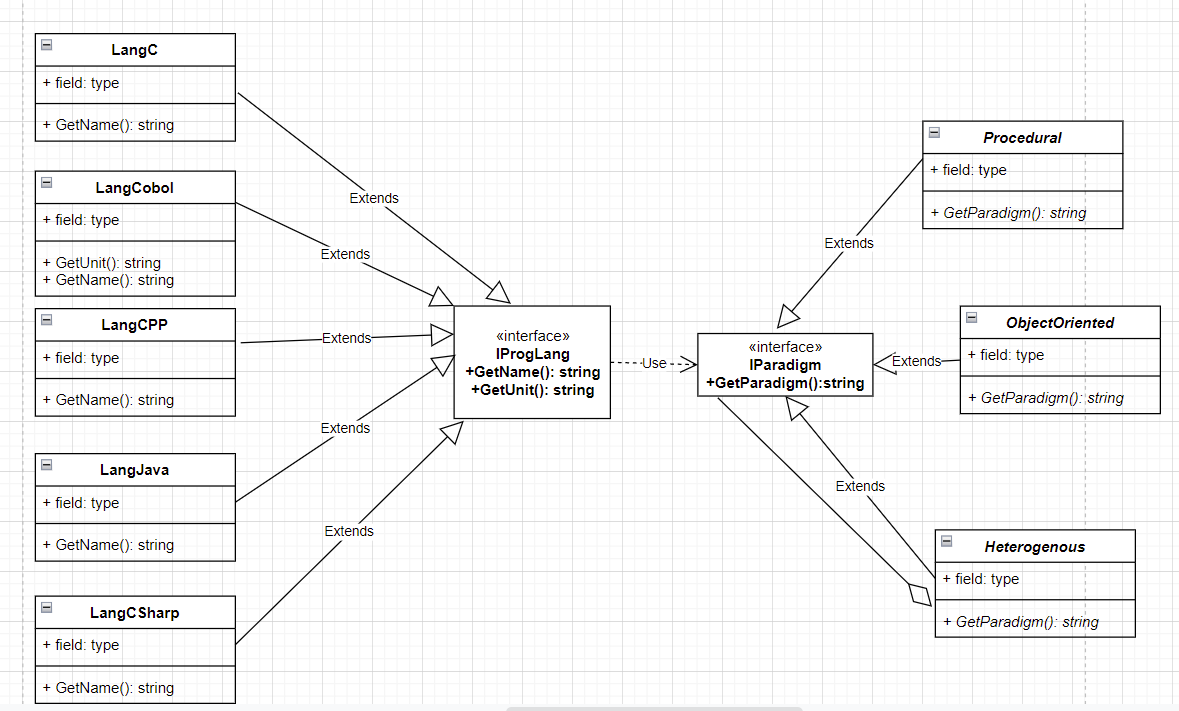 LangC
+ field: type
+ GetName(): string
Extends
LangCobol
+ field: type
+ GetUnit(): string
+ GetName(): string
Extends
LangCPP
+ field: type
+ GetName(): string
Extends
LangJava
+ field: type
+ GetName(): string
Extends
LangCSharp
+ field: type
+ GetName(): string
Extends
«interface»
IProgLang
+GetName(): string
+GetUnit(): string
Use
«interface»
IParadigm
+GetParadigm():string
Procedural
+ field: type
+ GetParadigm(): string
Extends
ObjectOriented
+ field: type
+ GetParadigm(): string
Extends
Heterogenous
+ field: type
+ GetParadigm(): string
Extends